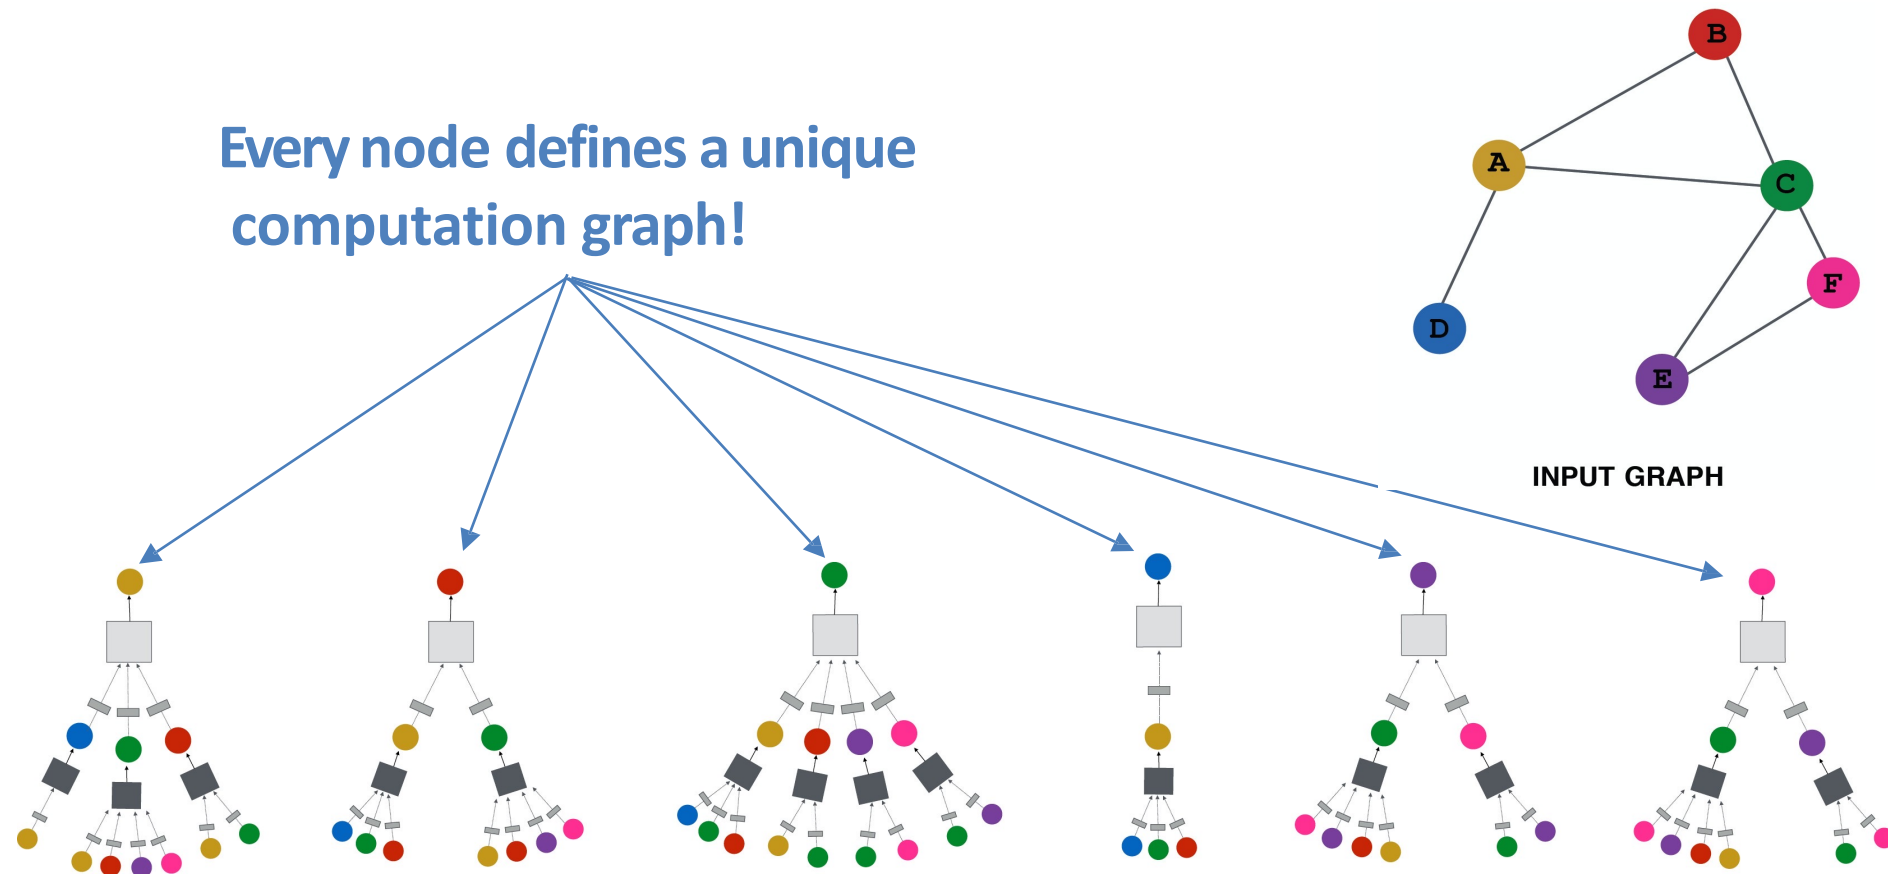 B
Every node defines a unique
computation graph!
A
C
F
D
E
INPUT GRAPH